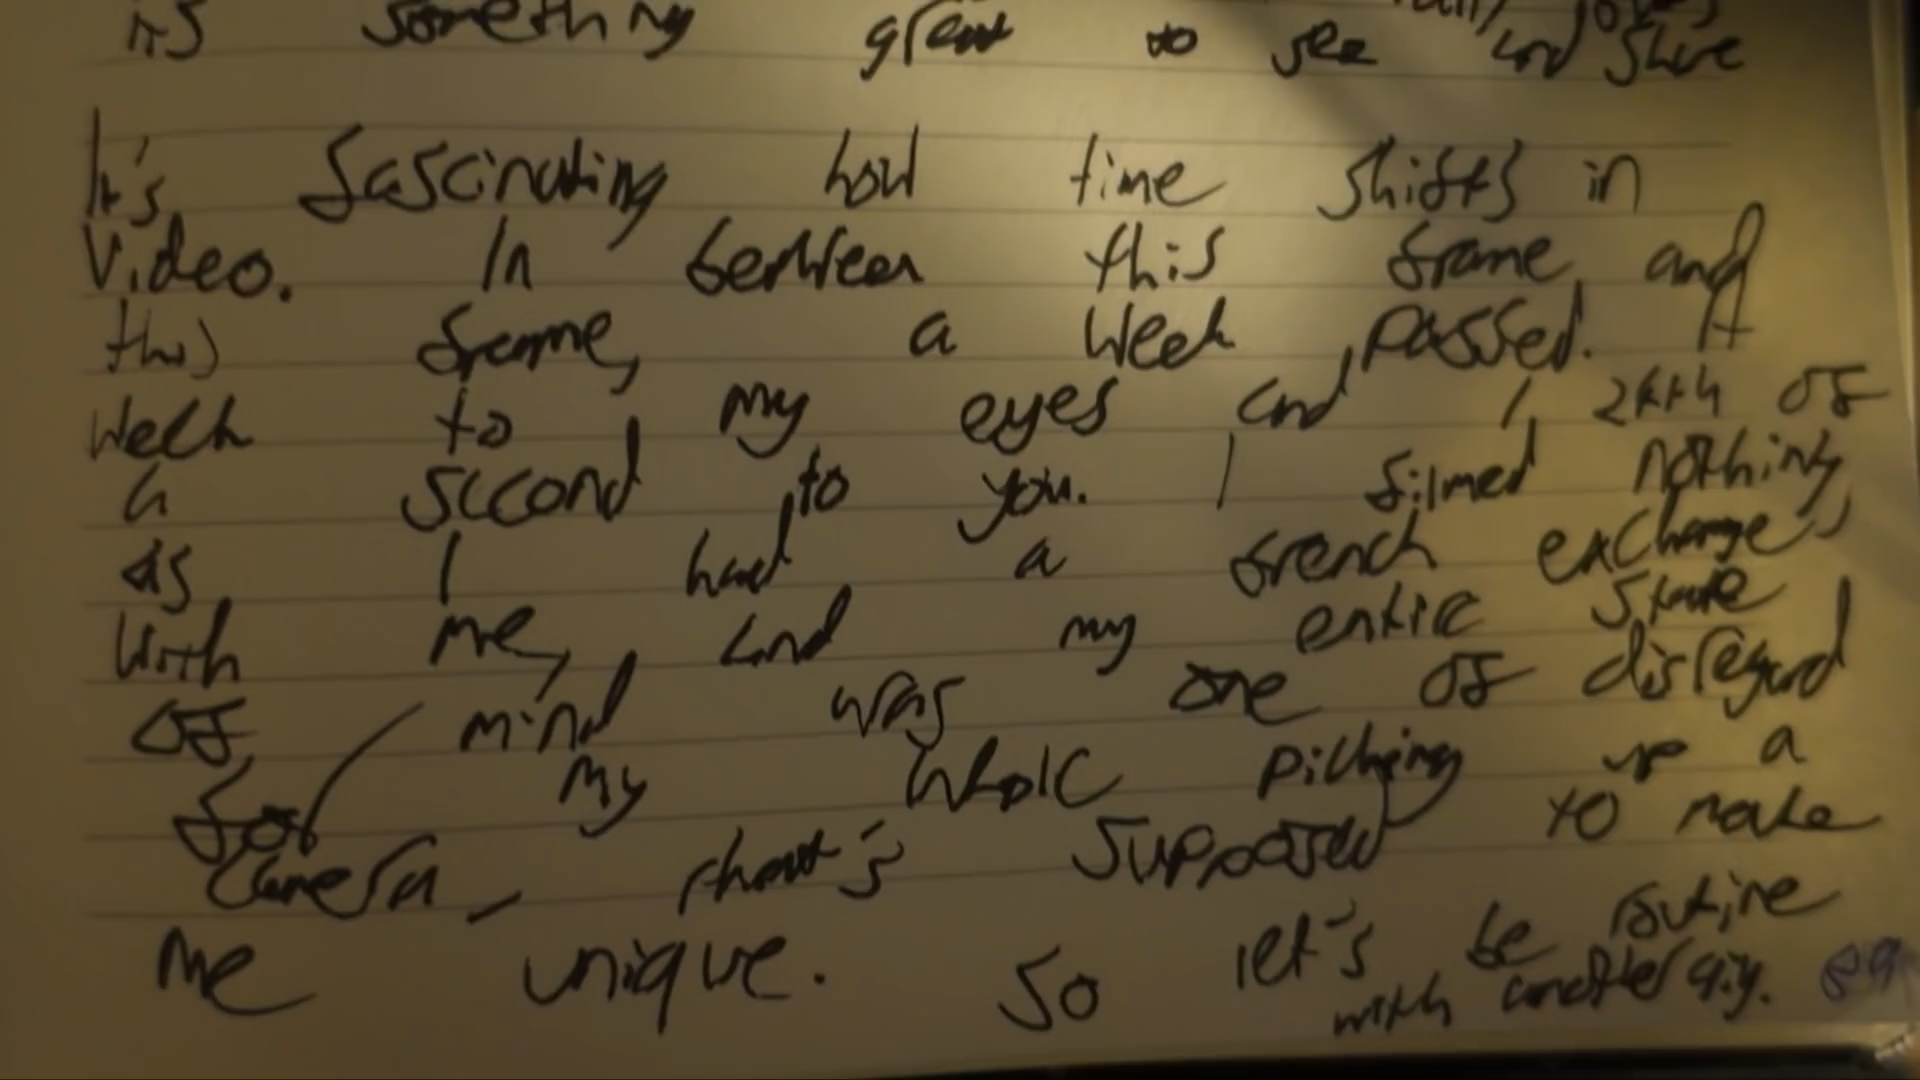 its something great to see and share
It's fascinating how time shifts in
Video. In between this frame and
this frame, a week passed. A
week to my eyes and 1 24th of
a second to you. I filmed nothing
as I had a french exchange
with me, and my entire state
of mind was one of disregard
for my whole picking up a
camera, that's supposed to make
me unique. So let's be routine
with another